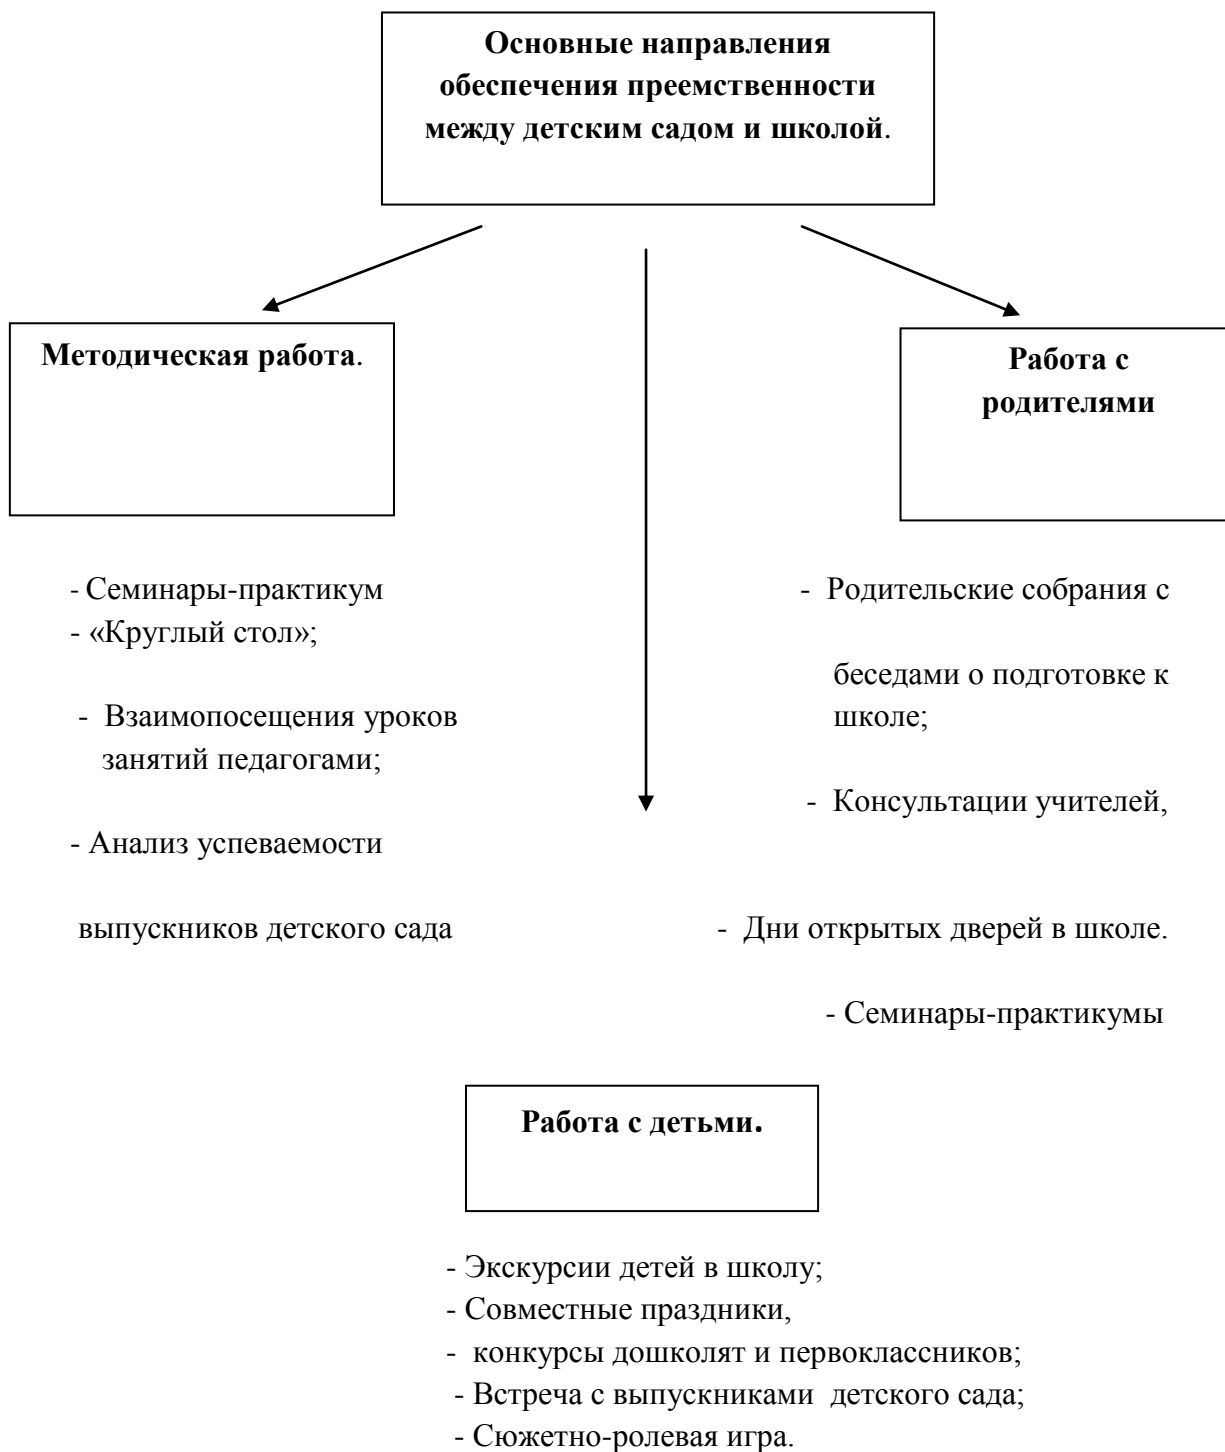 Основные направления
обеспечения преемственности
между детским садом и школой.
Методическая работа.
- Семинары-практикум
- «Круглый стол»;
- Взаимопосещения уроков
занятий педагогами;
- Анализ успеваемости
выпускников детского сада
Работа с
родителями
- Родительские собрания с
беседами о подготовке к
школе;
- Консультации учителей,
- Дни открытых дверей в школе.
- Семинары-практикумы
Работа с детьми.
- Экскурсии детей в школу;
- Совместные праздники,
- конкурсы дошколят и первоклассников;
- Встреча с выпускниками детского сада;
- Сюжетно-ролевая игра.